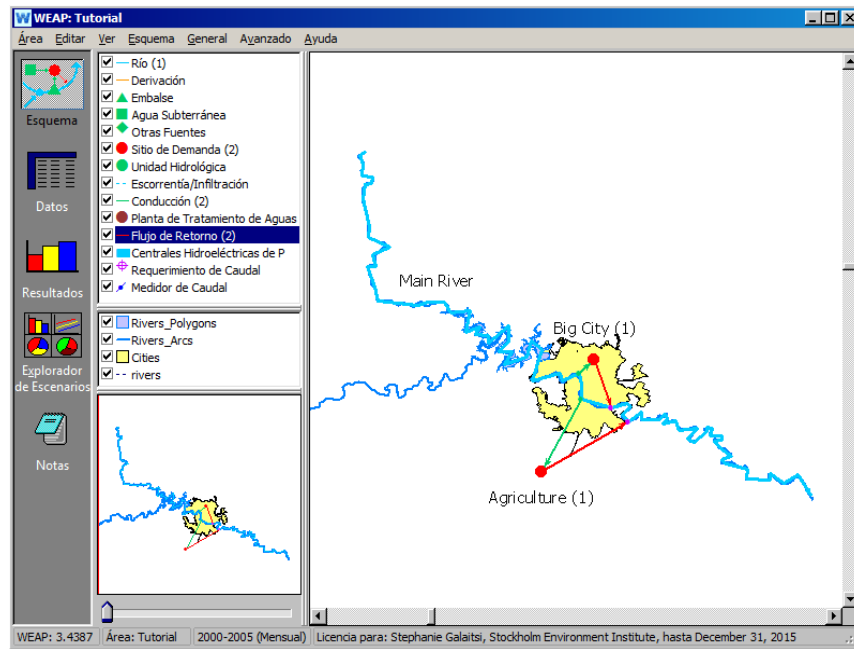 WEAP: Tutorial
Área Editar Ver Esquema General Avanzado Ayuda
Esquema
Datos
Resultados
Explorador
de Escenarios
Notas
Río (1)
Derivación
Embalse
Agua Subterránea
Otras Fuentes
Sitio de Demanda (2)
Unidad Hidrológica
Escorrentía/Infiltración
Conducción (2)
Planta de Tratamiento de Aguas
Flujo de Retorno (2)
Centrales Hidroeléctricas de P
Requerimiento de Caudal
Medidor de Caudal
Rivers_Polygons
Rivers_Arcs
Cities
rivers
Main River
Big City (1)
Agriculture (1)
WEAP: 3.4387 Área: Tutorial 2000-2005 (Mensual) Licencia para: Stephanie Galaitsi, Stockholm Environment Institute, hasta December 31, 2015